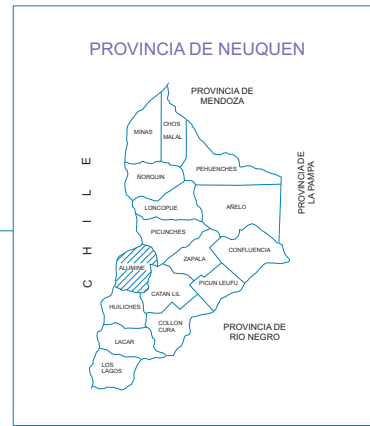 PROVINCIA DE NEUQUEN
PROVINCIA DE
MENDOZA
CHOS
MALAL
MINAS
PEHUENCHES
ÑORQUIN
PROVINCIA DE
LA PAMPA
CHILE
LONCOPUE
AÑELO
PICUNCHES
CONFLUENCIA
ZAPALA
ALUMINE
PICUN LEUFU
CATAN LIL
HUILICHES
COLLON
CURA
PROVINCIA DE
RIO NEGRO
LACAR
LOS
LAGOS